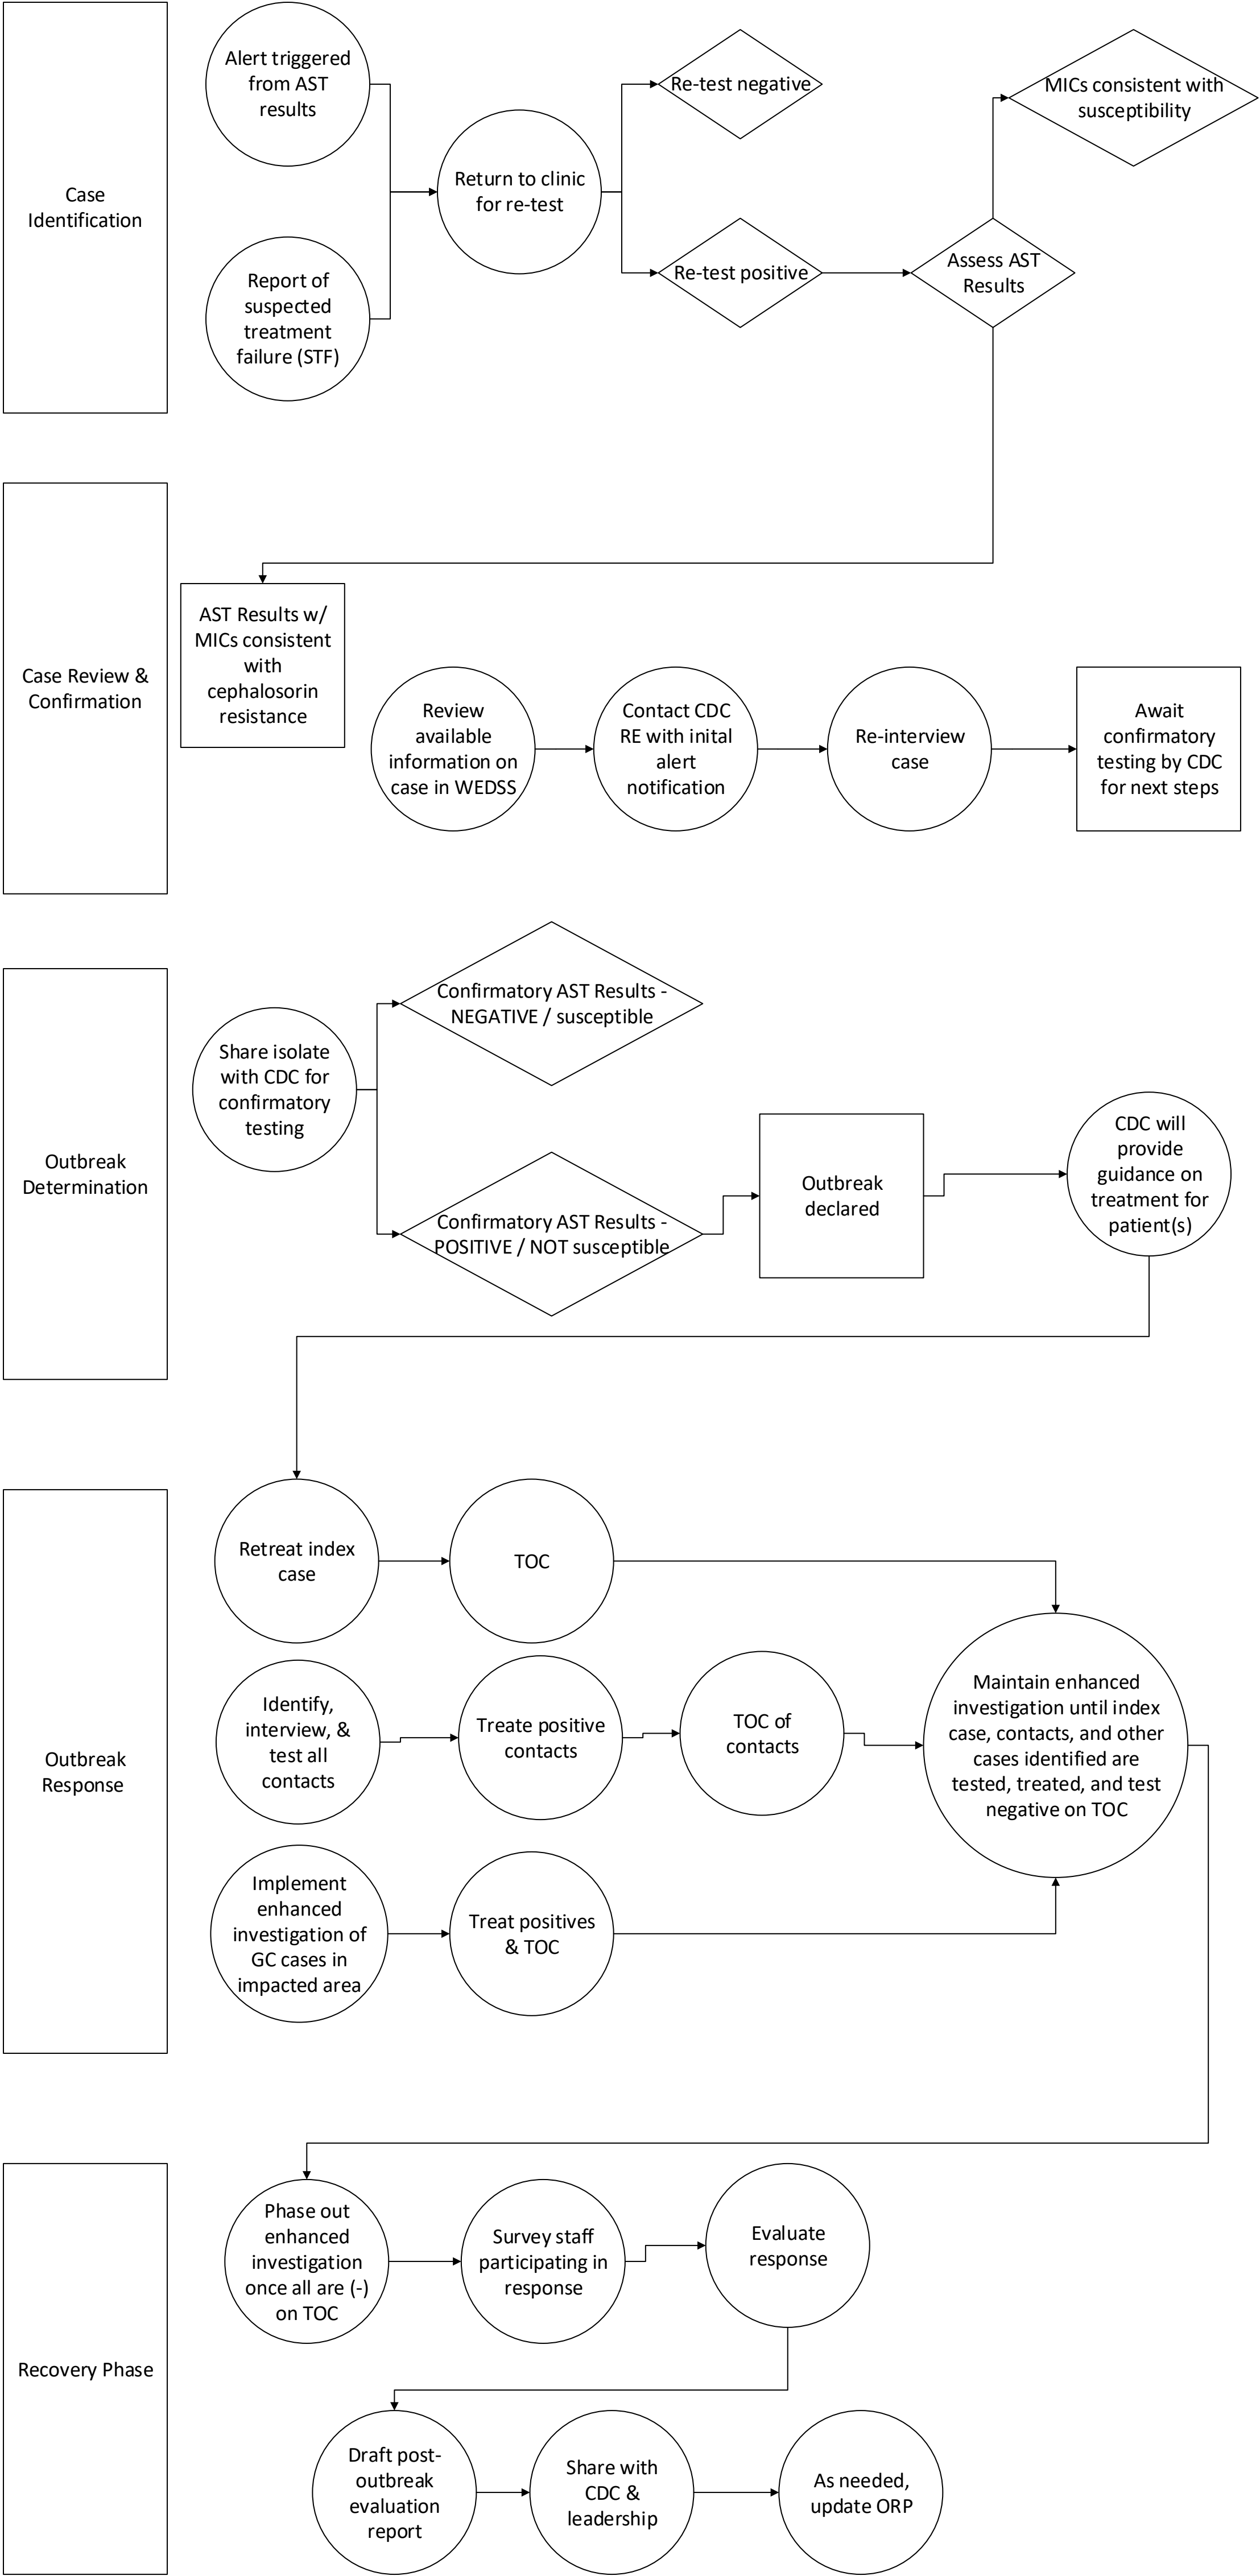 Case
Identification
Alert triggered
from AST
results
Report of
suspected
treatment
failure (STF)
Return to clinic
for re-test
Re-test negative
Re-test positive
Assess AST
Results
MICs consistent with
susceptibility
Case Review &
Confirmation
AST Results w/
MICs consistent
with
cephalosorin
resistance
Review
available
information on
case in WEDSS
Contact CDC
RE with inital
alert
notification
Re-interview
case
Await
confirmatory
testing by CDC
for next steps
Outbreak
Determination
Share isolate
with CDC for
confirmatory
testing
Confirmatory AST Results -
NEGATIVE / susceptible
Confirmatory AST Results -
POSITIVE / NOT susceptible
Outbreak
declared
CDC will
provide
guidance on
treatment for
patient(s)
Outbreak
Response
Retreat index
case
TOC
Identify,
interview, &
test all
contacts
Treate positive
contacts
TOC of
contacts
Maintain enhanced
investigation until index
case, contacts, and other
cases identified are
tested, treated, and test
negative on TOC
Implement
enhanced
investigation of
GC cases in
impacted area
Treat positives
& TOC
Recovery Phase
Phase out
enhanced
investigation
once all are (-)
on TOC
Survey staff
participating in
response
Evaluate
response
Draft post-
outbreak
evaluation
report
Share with
CDC &
leadership
As needed,
update ORP